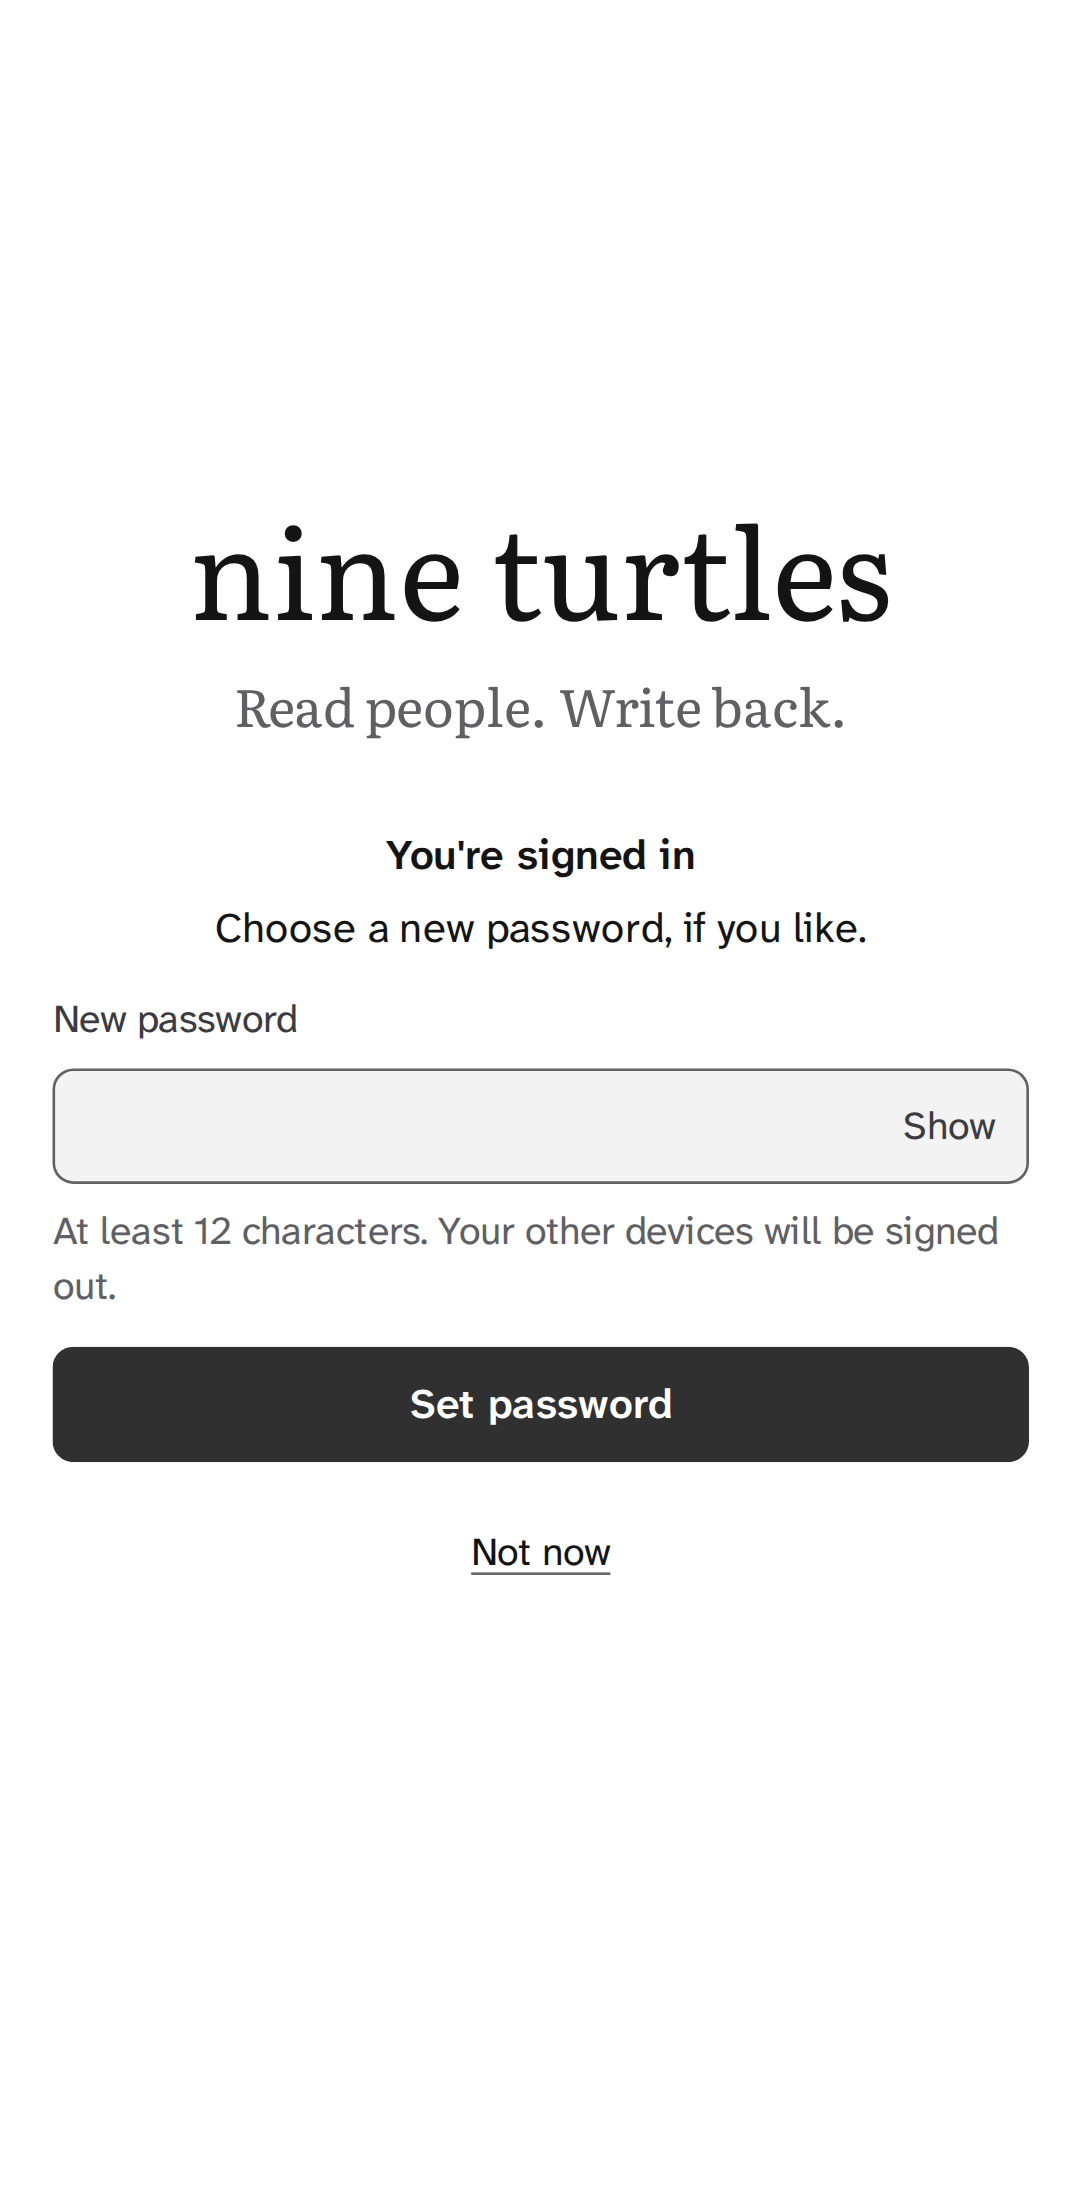 nine turtles
Read people. Write back.
You're signed in
Choose a new password, if you like.
New password
Show
At least 12 characters. Your other devices will be signed
out.
Set password
Not now